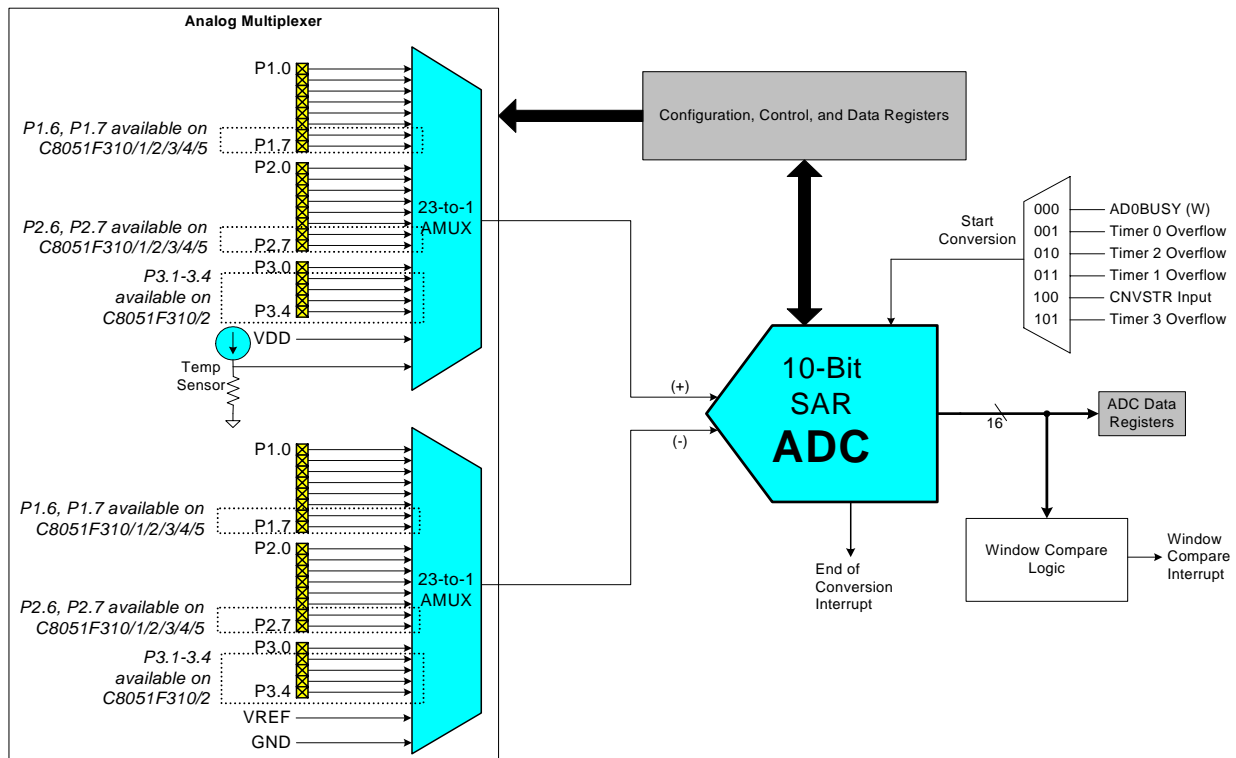 Analog Multiplexer
P1.0
P1.6, P1.7 available on
C8051F310/1/2/3/4/5
P1.7
P2.0
P2.6, P2.7 available on
C8051F310/1/2/3/4/5
P2.7
P3.0
P3.1-3.4
available on
C8051F310/2
P3.4
VDD
Temp
Sensor
23-to-1
AMUX
P1.0
P1.6, P1.7 available on
C8051F310/1/2/3/4/5
P1.7
P2.0
P2.6, P2.7 available on
C8051F310/1/2/3/4/5
P2.7
P3.0
P3.1-3.4
available on
C8051F310/2
P3.4
VREF
GND
23-to-1
AMUX
Configuration, Control, and Data Registers
Start
Conversion
000 AD0BUSY (W)
001 Timer 0 Overflow
010 Timer 2 Overflow
011 Timer 1 Overflow
100 CNVSTR Input
101 Timer 3 Overflow
(+)
(-)
10-Bit
SAR
ADC
16
ADC Data
Registers
End of
Conversion
Interrupt
Window Compare
Logic
Window
Compare
Interrupt